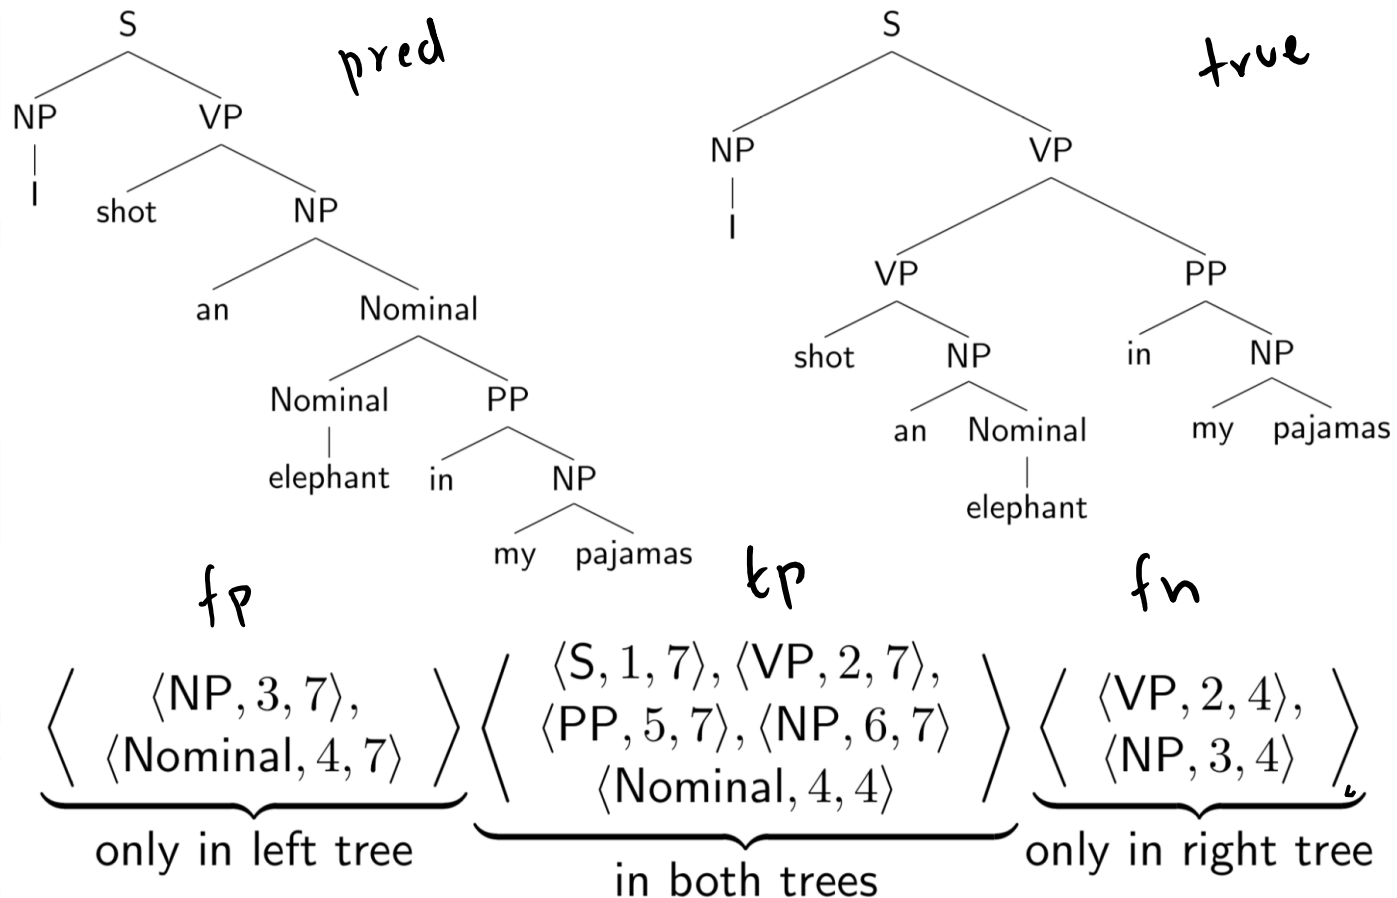 S
pred
S
true
NP VP
NP VP
I
shot NP
I
an Nominal
VP PP
Nominal PP
shot NP
in NP
elephant in NP
an Nominal
my pajamas
my pajamas
elephant
fp
tp
fn
⟨ ⟨NP, 3, 7⟩,
⟨Nominal, 4, 7⟩ ⟩
only in left tree
⟨ ⟨S, 1, 7⟩, ⟨VP, 2, 7⟩,
⟨PP, 5, 7⟩, ⟨NP, 6, 7⟩
⟨Nominal, 4, 4⟩ ⟩
in both trees
⟨ ⟨VP, 2, 4⟩,
⟨NP, 3, 4⟩ ⟩
only in right tree